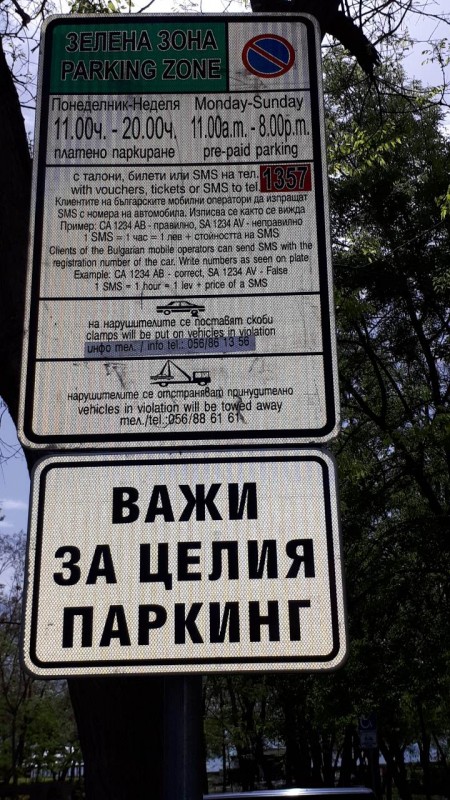 ЗЕЛЕНА ЗОНА
PARKING ZONE
Понеделник-Неделя Monday-Sunday
11.00ч. - 20.00ч. 11.00a.m. - 8.00p.m.
платено паркиране pre-paid parking
с талони, билети или SMS на тел. 1357
with vouchers, tickets or SMS to tel.
Клиентите на българските мобилни оператори да изпращат
SMS с номера на автомобила. Изписва се както се вижда
Пример: CA 1234 AB - правилно, SA 1234 AV - неправилно
1 SMS = 1 час = 1 лев + стойността на SMS
Clients of the Bulgarian mobile operators can send SMS with the
registration number of the car. Write numbers as seen on plate
Example: CA 1234 AB - correct, SA 1234 AV - False
1 SMS = 1 hour = 1 lev + price of a SMS
на нарушителите се поставят скоби
clamps will be put on vehicles in violation
инфо тел. / info tel.: 056/86 13 56
нарушителите се отстраняват принудително
vehicles in violation will be towed away
тел./tel.:056/88 61 61
ВАЖИ
ЗА ЦЕЛИЯ
ПАРКИНГ